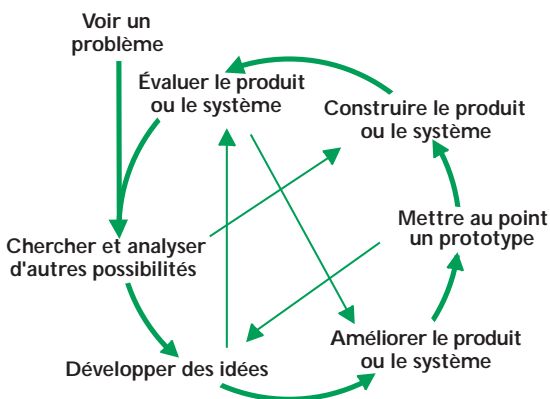 Voir un
problème
Évaluer le produit
ou le système
Construire le produit
ou le système
Chercher et analyser
d'autres possibilités
Mettre au point
un prototype
Développer des idées
Améliorer le produit
ou le système